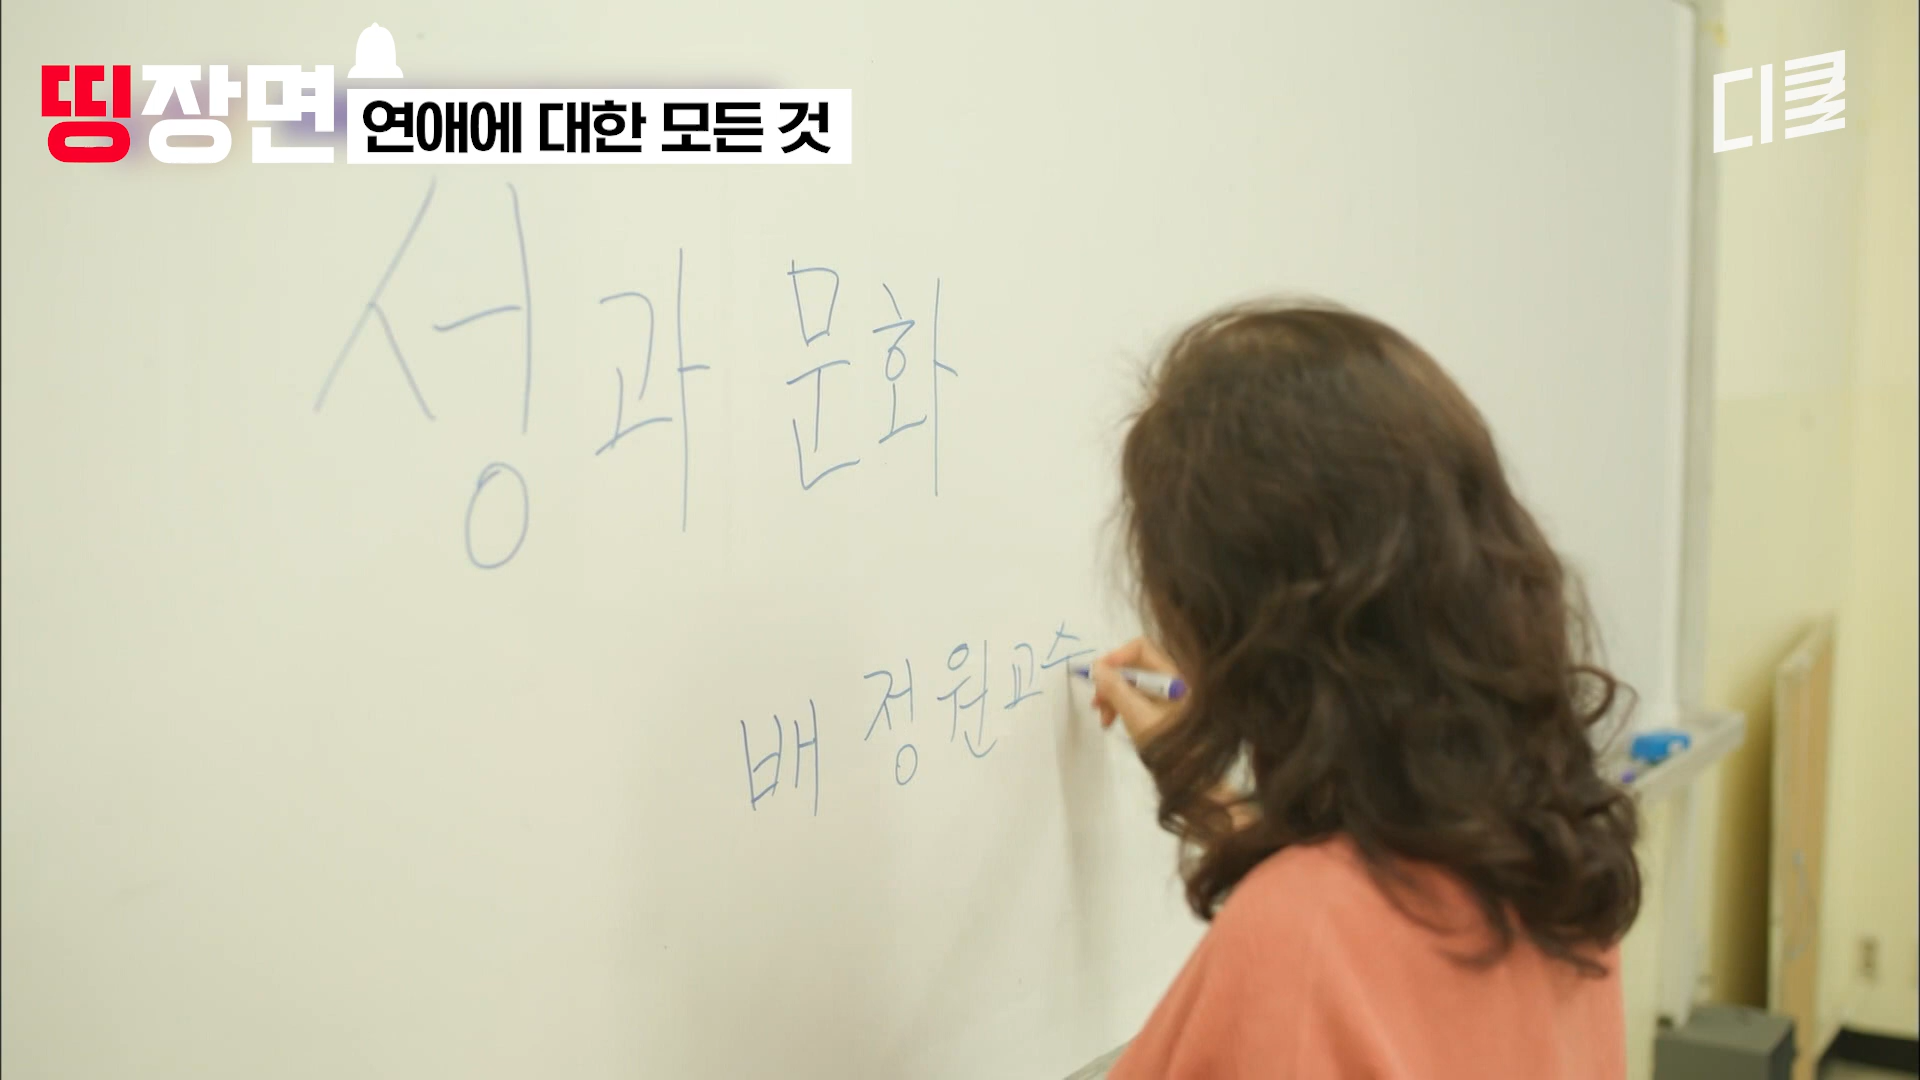 띵장면
연애에 대한 모든 것
디글
성과 문화
배정원 교수